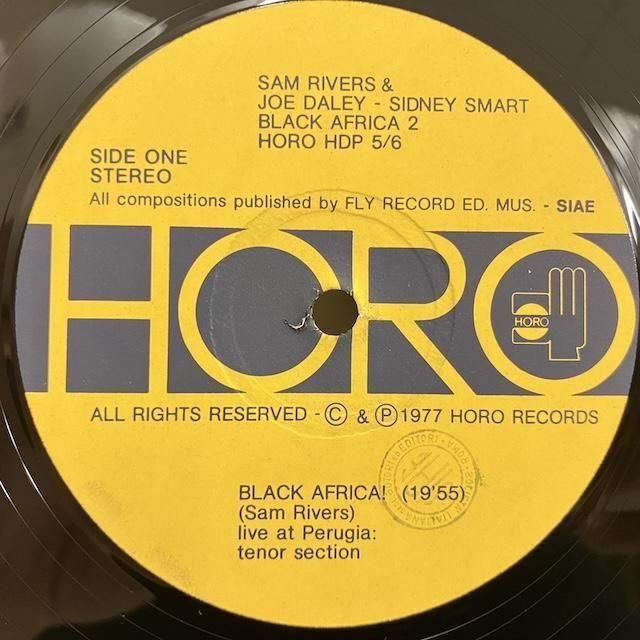 SAM RIVERS &
JOE DALEY - SIDNEY SMART
BLACK AFRICA 2
HORO HDP 5/6
SIDE ONE
STEREO
All compositions published by FLY RECORD ED. MUS. - SIAE
HORO
HORO
ALL RIGHTS RESERVED - © & ℗ 1977 HORO RECORDS
BLACK AFRICA! (19'55)
(Sam Rivers)
live at Perugia:
tenor section